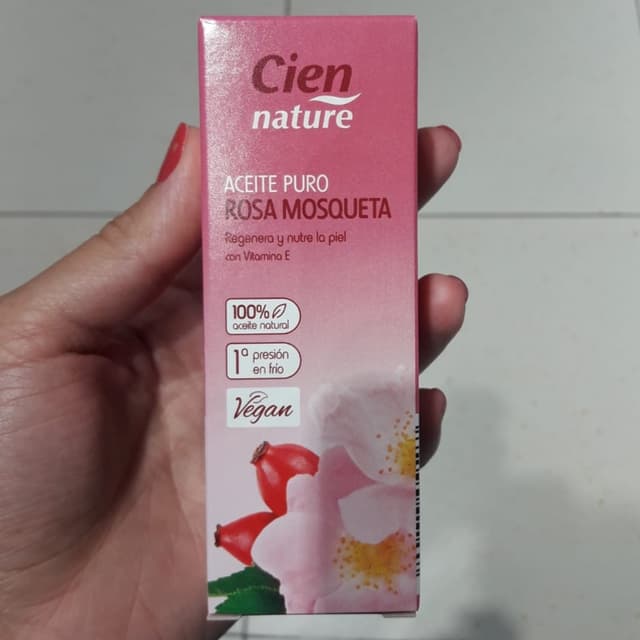 Cien
nature
ACEITE PURO
ROSA MOSQUETA
Regenera y nutre la piel
con Vitamina E
100%
aceite natural
1ª presión
en frío
Vegan